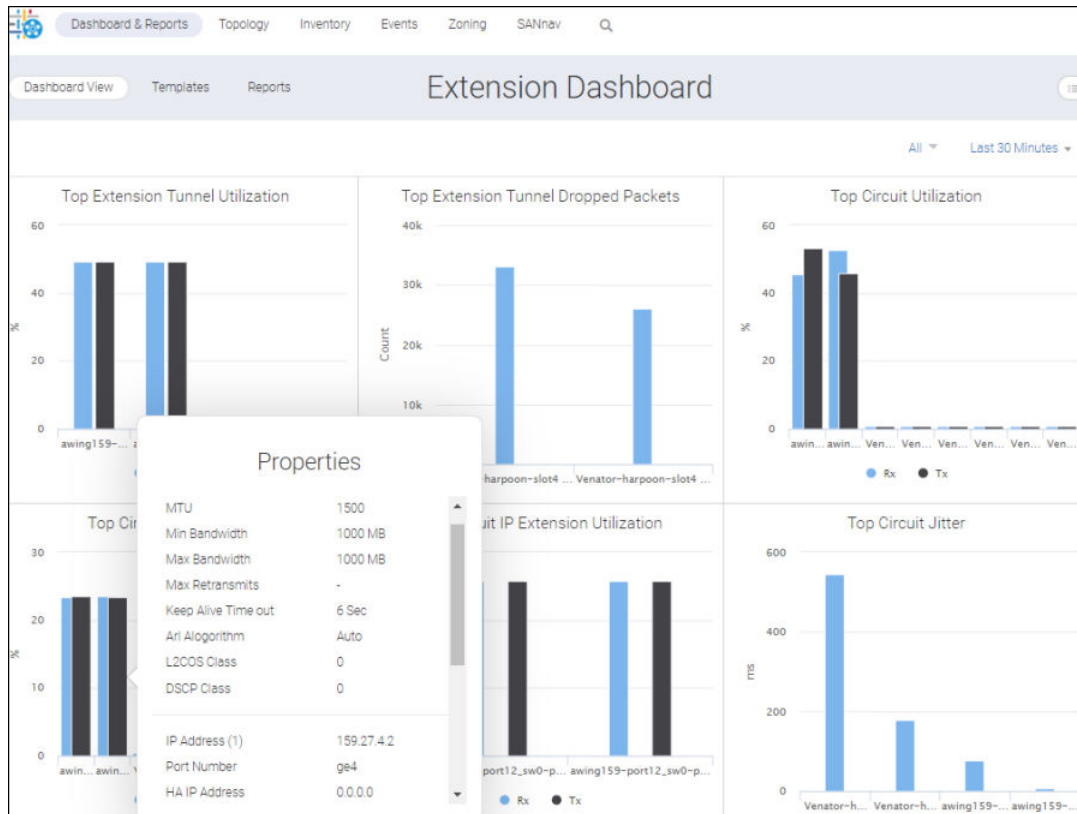 Dashboard & Reports Topology Inventory Events Zoning SANnav
Dashboard View Templates Reports Extension Dashboard
All Last 30 Minutes
Top Extension Tunnel Utilization
60
40
20
0
%
awing159-...
Top Extension Tunnel Dropped Packets
40k
30k
20k
10k
Count
harpoon-slot4 ... Venator-harpoon-slot4 ...
Top Circuit Utilization
60
40
20
0
%
awin... awin... Ven... Ven... Ven... Ven... Ven... Ven...
Rx Tx
Properties
MTU 1500
Min Bandwidth 1000 MB
Max Bandwidth 1000 MB
Max Retransmits -
Keep Alive Time out 6 Sec
Arl Alogorithm Auto
L2COS Class 0
DSCP Class 0
IP Address (1) 159.27.4.2
Port Number ge4
HA IP Address 0.0.0.0
Top Cir
30
20
10
0
%
awin... awin...
uit IP Extension Utilization
port12_sw0-p... awing159-port12_sw0-p...
Rx Tx
Top Circuit Jitter
600
400
200
0
ms
Venator-h... Venator-h... awing159-... awing159-...